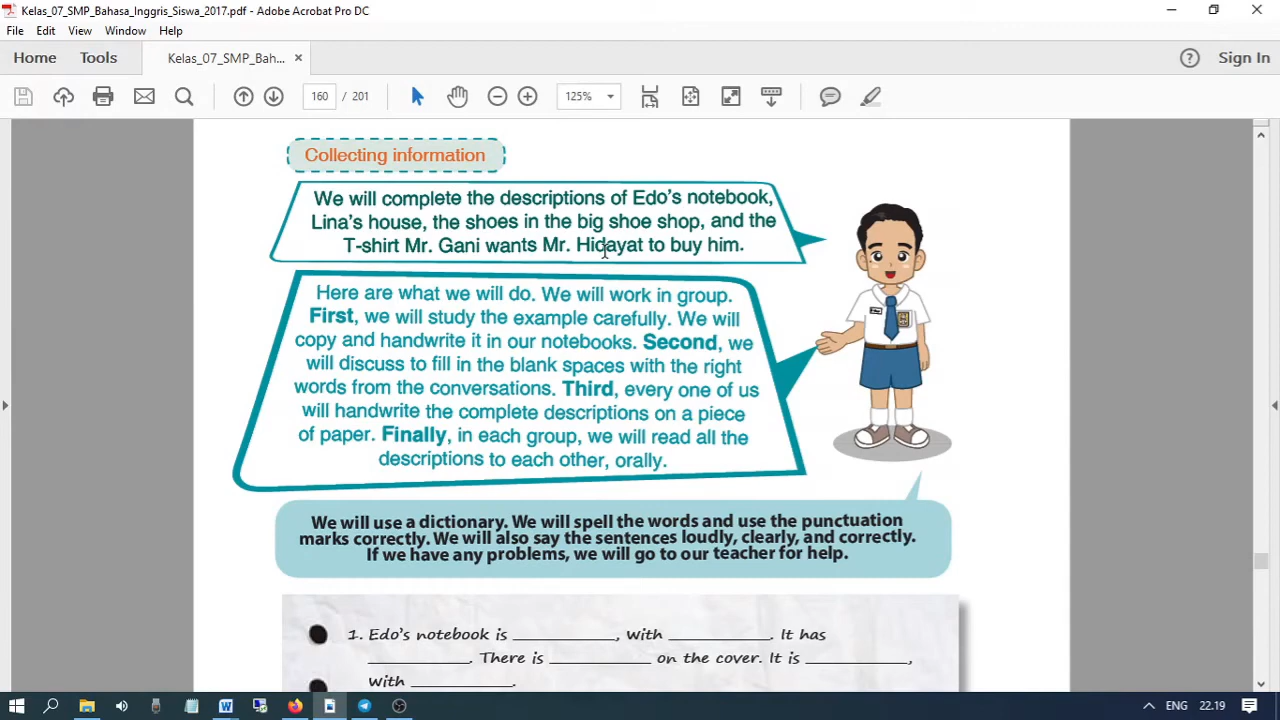 Kelas_07_SMP_Bahasa_Inggris_Siswa_2017.pdf - Adobe Acrobat Pro DC
File Edit View Window Help
Home Tools Kelas_07_SMP_Bah... × Sign In
160 / 201 125%
Collecting information
We will complete the descriptions of Edo's notebook,
Lina's house, the shoes in the big shoe shop, and the
T-shirt Mr. Gani wants Mr. Hidayat to buy him.
Here are what we will do. We will work in group.
First, we will study the example carefully. We will
copy and handwrite it in our notebooks. Second, we
will discuss to fill in the blank spaces with the right
words from the conversations. Third, every one of us
will handwrite the complete descriptions on a piece
of paper. Finally, in each group, we will read all the
descriptions to each other, orally.
We will use a dictionary. We will spell the words and use the punctuation
marks correctly. We will also say the sentences loudly, clearly, and correctly.
If we have any problems, we will go to our teacher for help.
1. Edo's notebook is ____________, with ____________. It has
____________. There is ____________ on the cover. It is ____________,
with ____________.
ENG 22.19